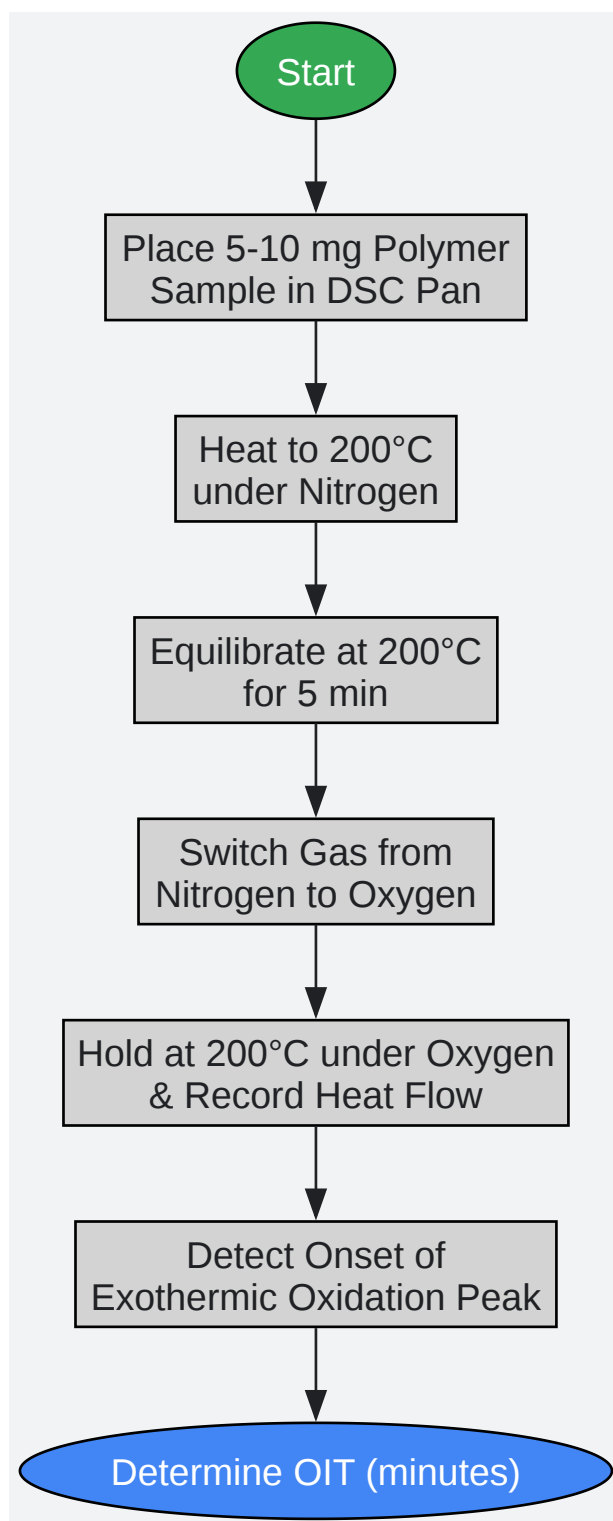 Start
Place 5-10 mg Polymer
Sample in DSC Pan
Heat to 200°C
under Nitrogen
Equilibrate at 200°C
for 5 min
Switch Gas from
Nitrogen to Oxygen
Hold at 200°C under Oxygen
& Record Heat Flow
Detect Onset of
Exothermic Oxidation Peak
Determine OIT (minutes)